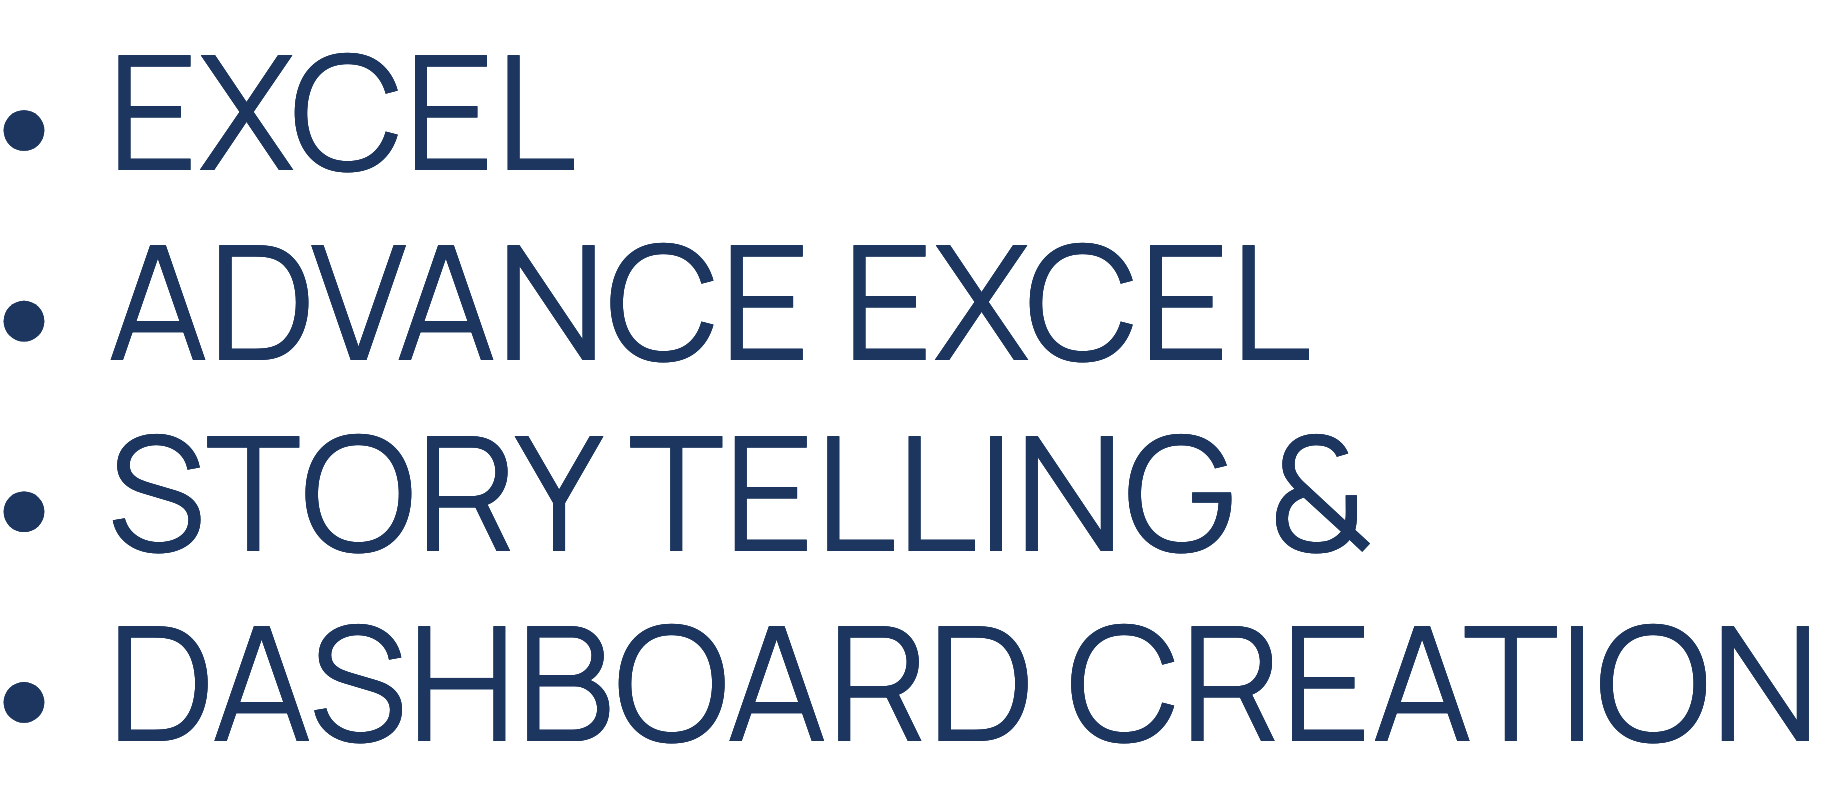 • EXCEL
• ADVANCE EXCEL
• STORY TELLING &
• DASHBOARD CREATION